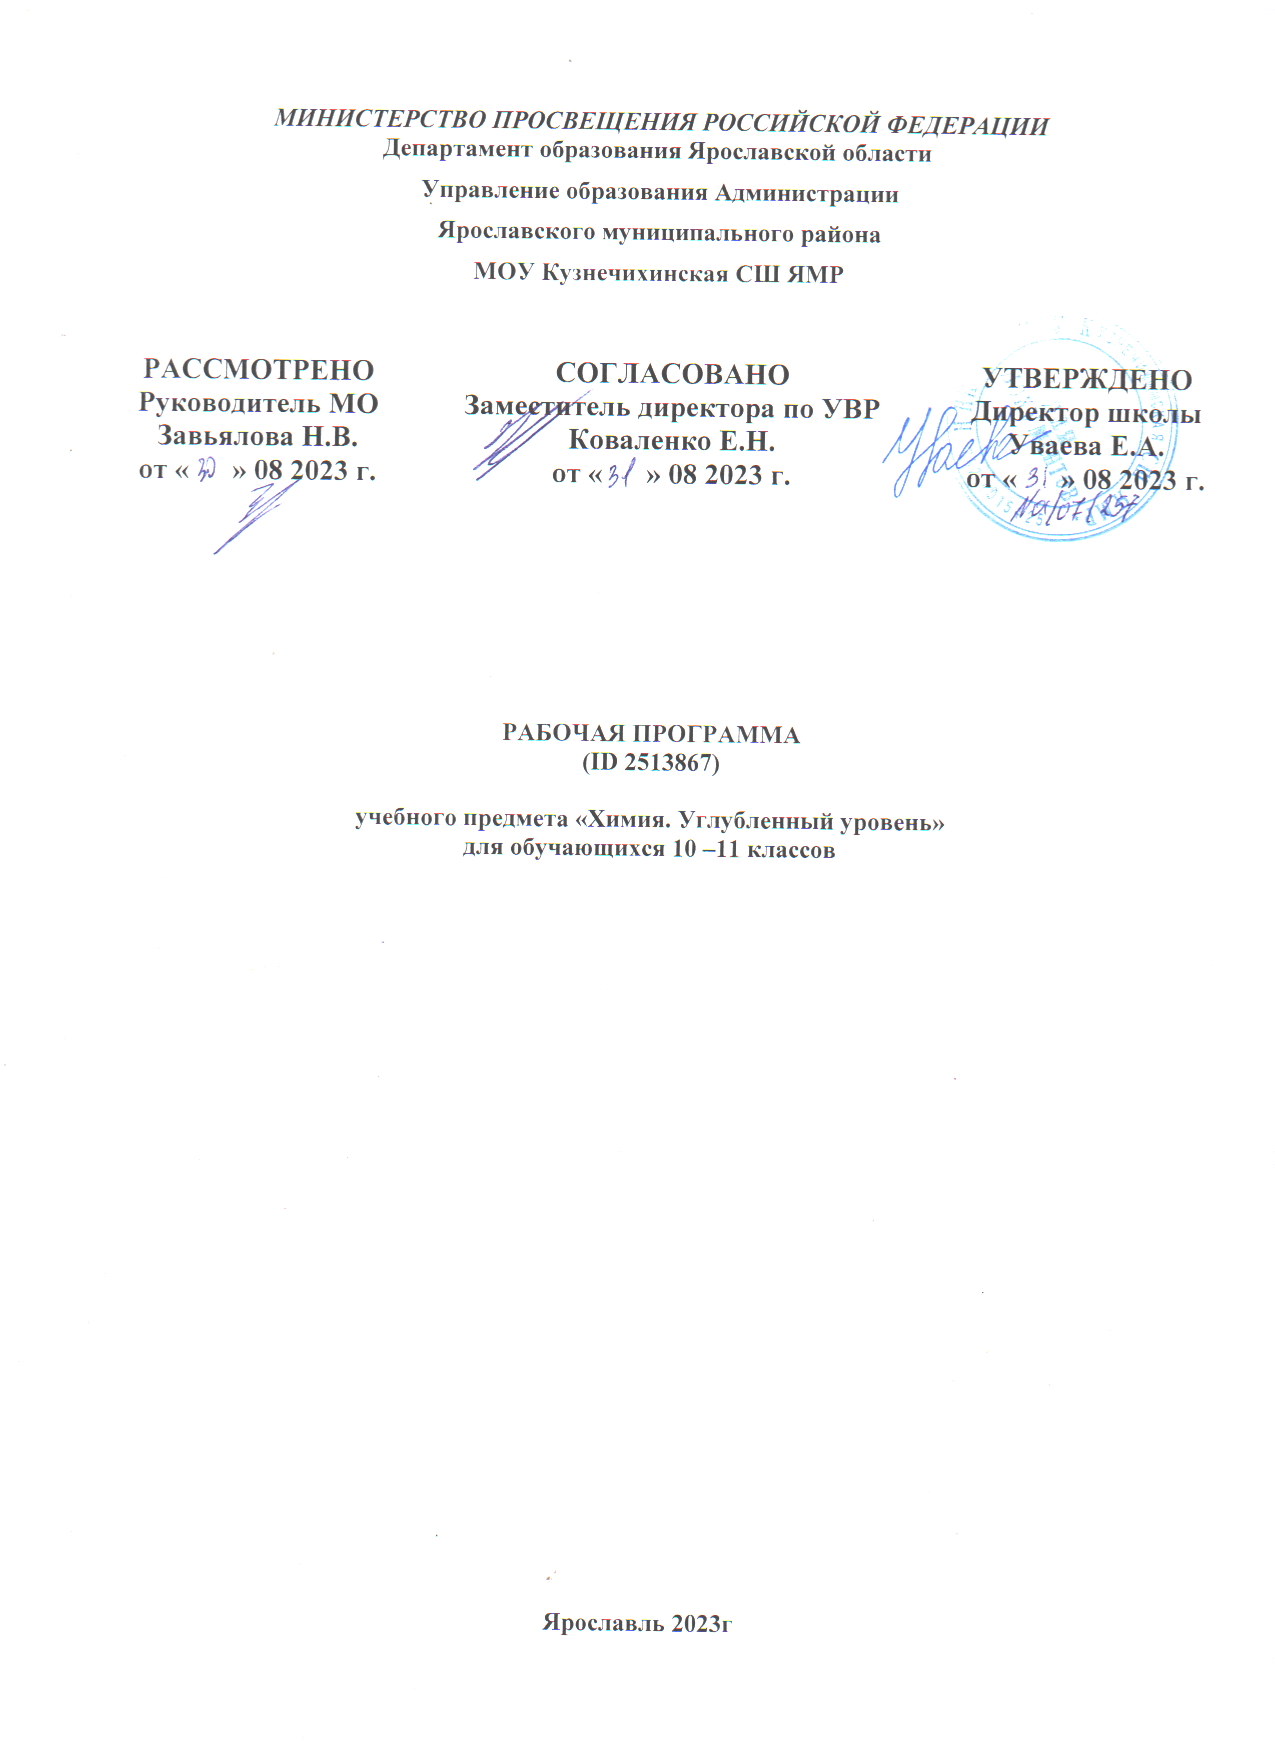 МИНИСТЕРСТВО ПРОСВЕЩЕНИЯ РОССИЙСКОЙ ФЕДЕРАЦИИ
Департамент образования Ярославской области
Управление образования Администрации
Ярославского муниципального района
МОУ Кузнечихинская СШ ЯМР
РАССМОТРЕНО
Руководитель МО
Завьялова Н.В.
от « 30 » 08 2023 г.
СОГЛАСОВАНО
Заместитель директора по УВР
Коваленко Е.Н.
от « 31 » 08 2023 г.
УТВЕРЖДЕНО
Директор школы
Уваева Е.А.
от « 31 » 08 2023 г.
РАБОЧАЯ ПРОГРАММА
(ID 2513867)
учебного предмета «Химия. Углубленный уровень»
для обучающихся 10 –11 классов
Ярославль 2023г